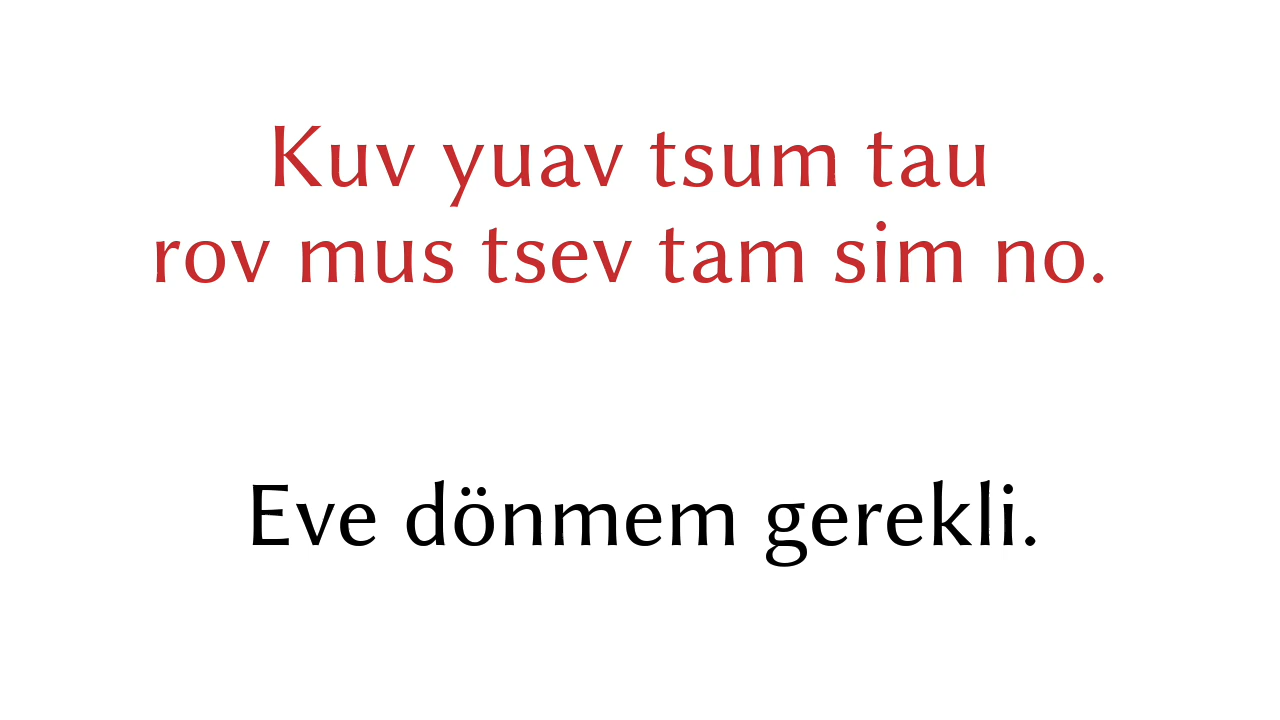 Kuv yuav tsum tau
rov mus tsev tam sim no.
Eve dönmem gerekli.